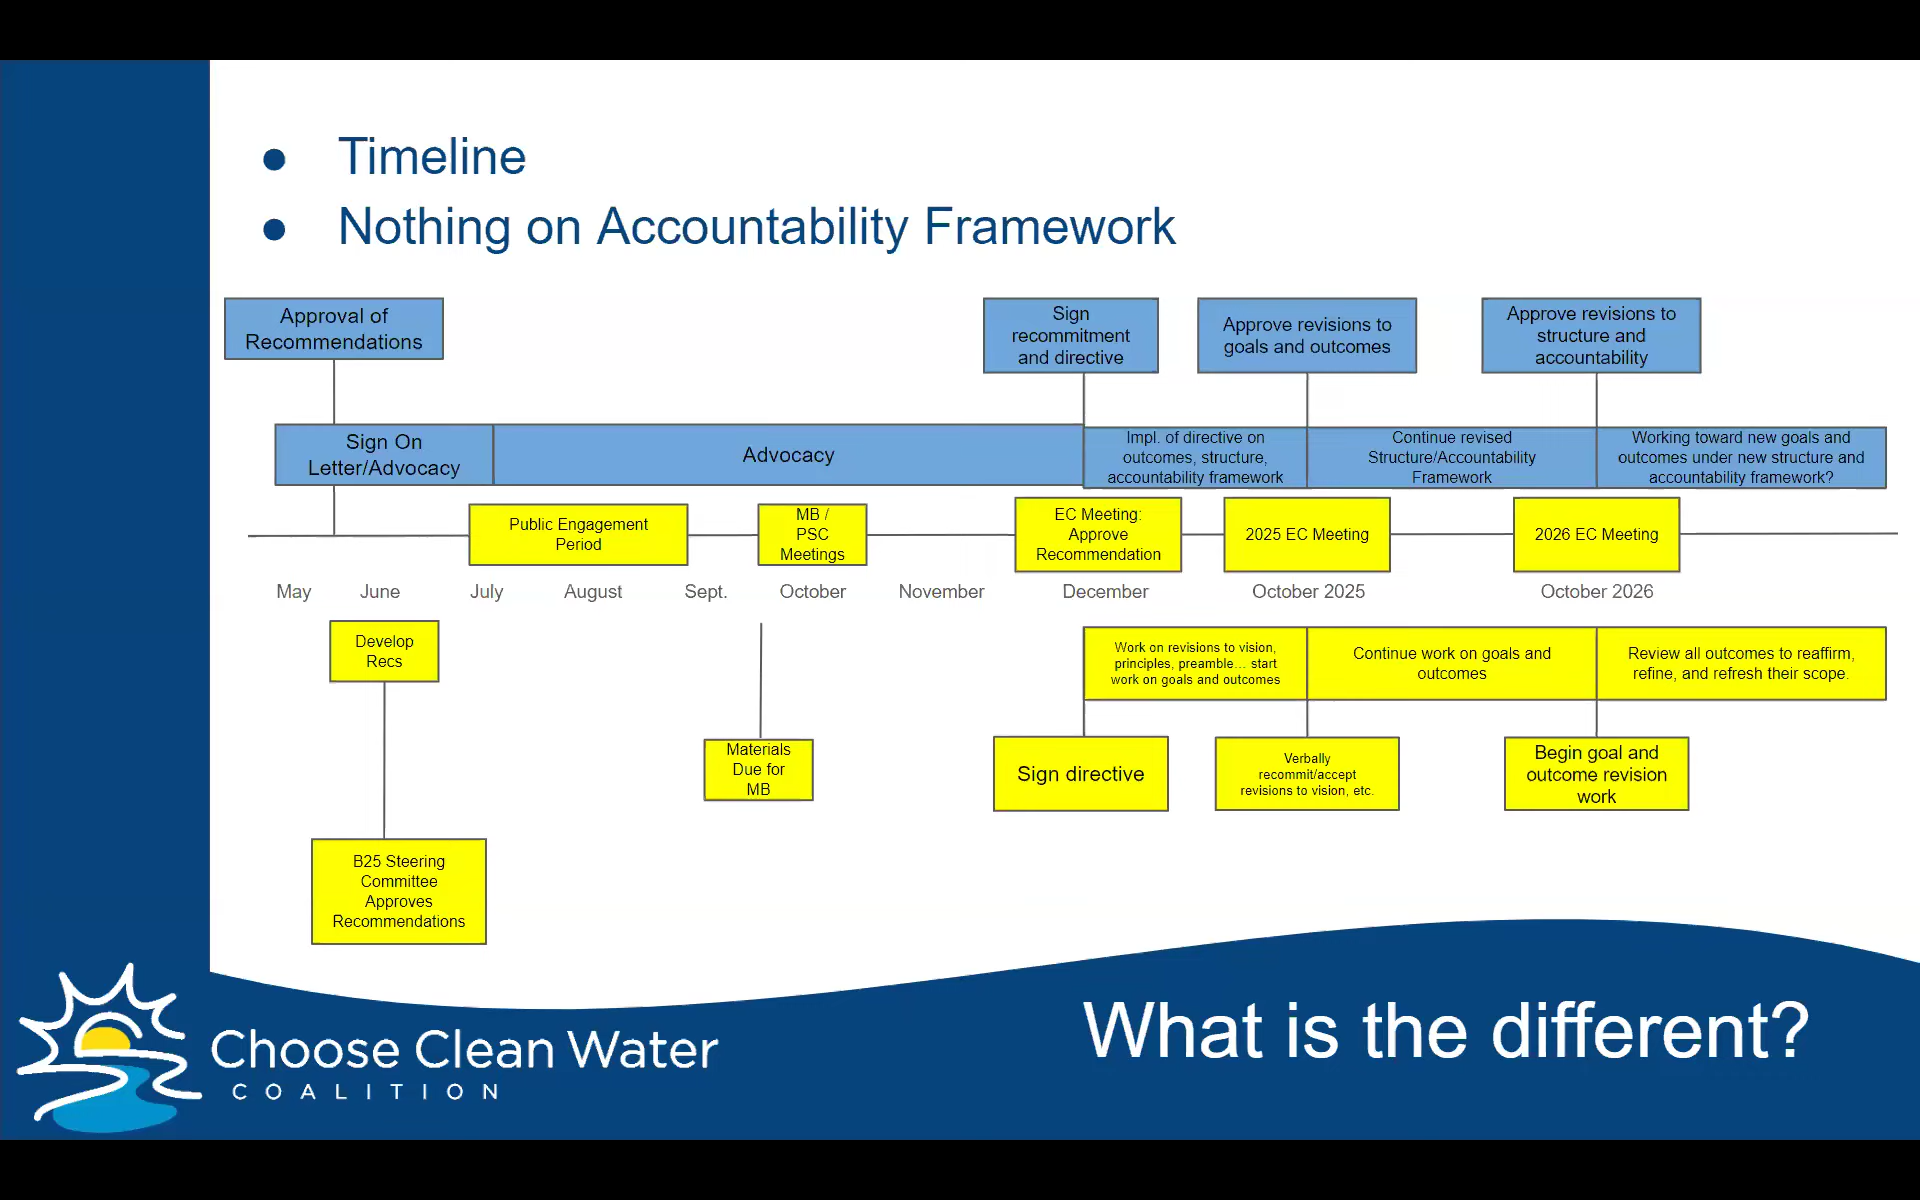 ● Timeline
● Nothing on Accountability Framework
Approval of
Recommendations
Sign
recommitment
and directive
Approve revisions to
goals and outcomes
Approve revisions to
structure and
accountability
Sign On
Letter/Advocacy
Advocacy
Impl. of directive on
outcomes, structure,
accountability framework
Continue revised
Structure/Accountability
Framework
Working toward new goals and
outcomes under new structure and
accountability framework?
Public Engagement
Period
MB /
PSC
Meetings
EC Meeting:
Approve
Recommendation
2025 EC Meeting
2026 EC Meeting
May
June
July
August
Sept.
October
November
December
October 2025
October 2026
Develop
Recs
Work on revisions to vision,
principles, preamble... start
work on goals and outcomes
Continue work on goals and
outcomes
Review all outcomes to reaffirm,
refine, and refresh their scope.
Materials
Due for
MB
Sign directive
Verbally
recommit/accept
revisions to vision, etc.
Begin goal and
outcome revision
work
B25 Steering
Committee
Approves
Recommendations
What is the different?
Choose Clean Water
COALITION